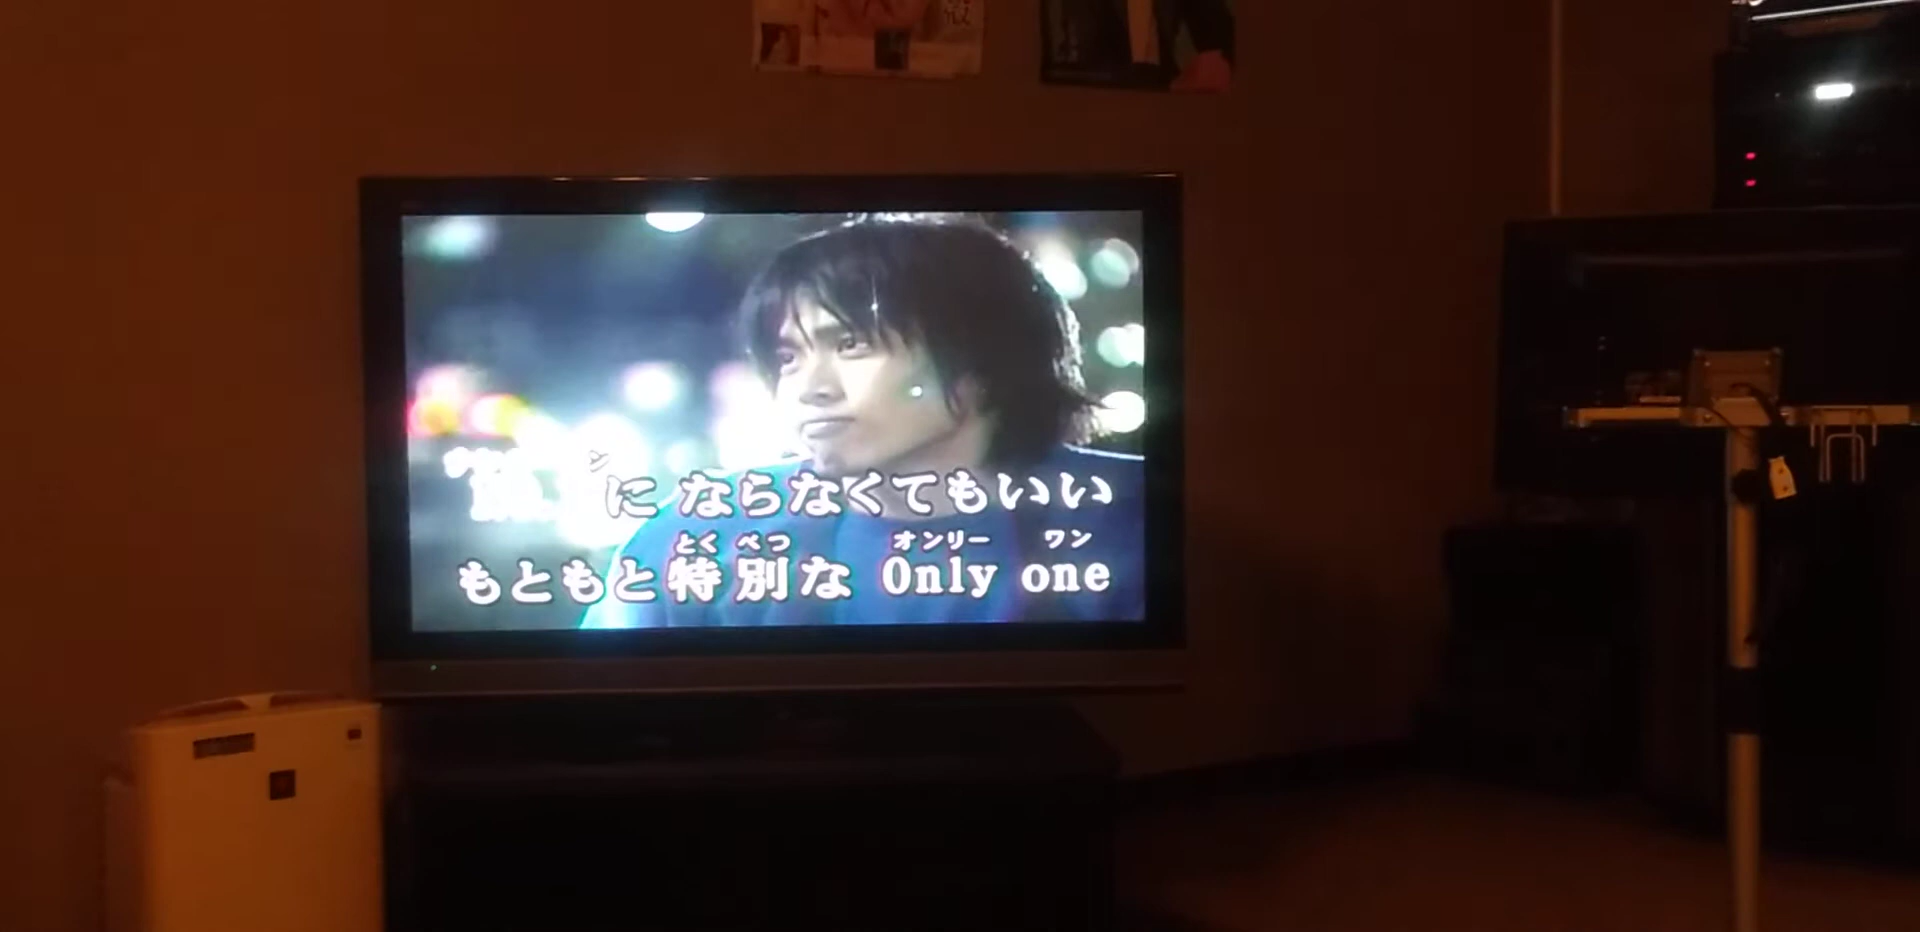 に ならなくてもいい
とく べつ オンリー ワン
もともと特別な Only one